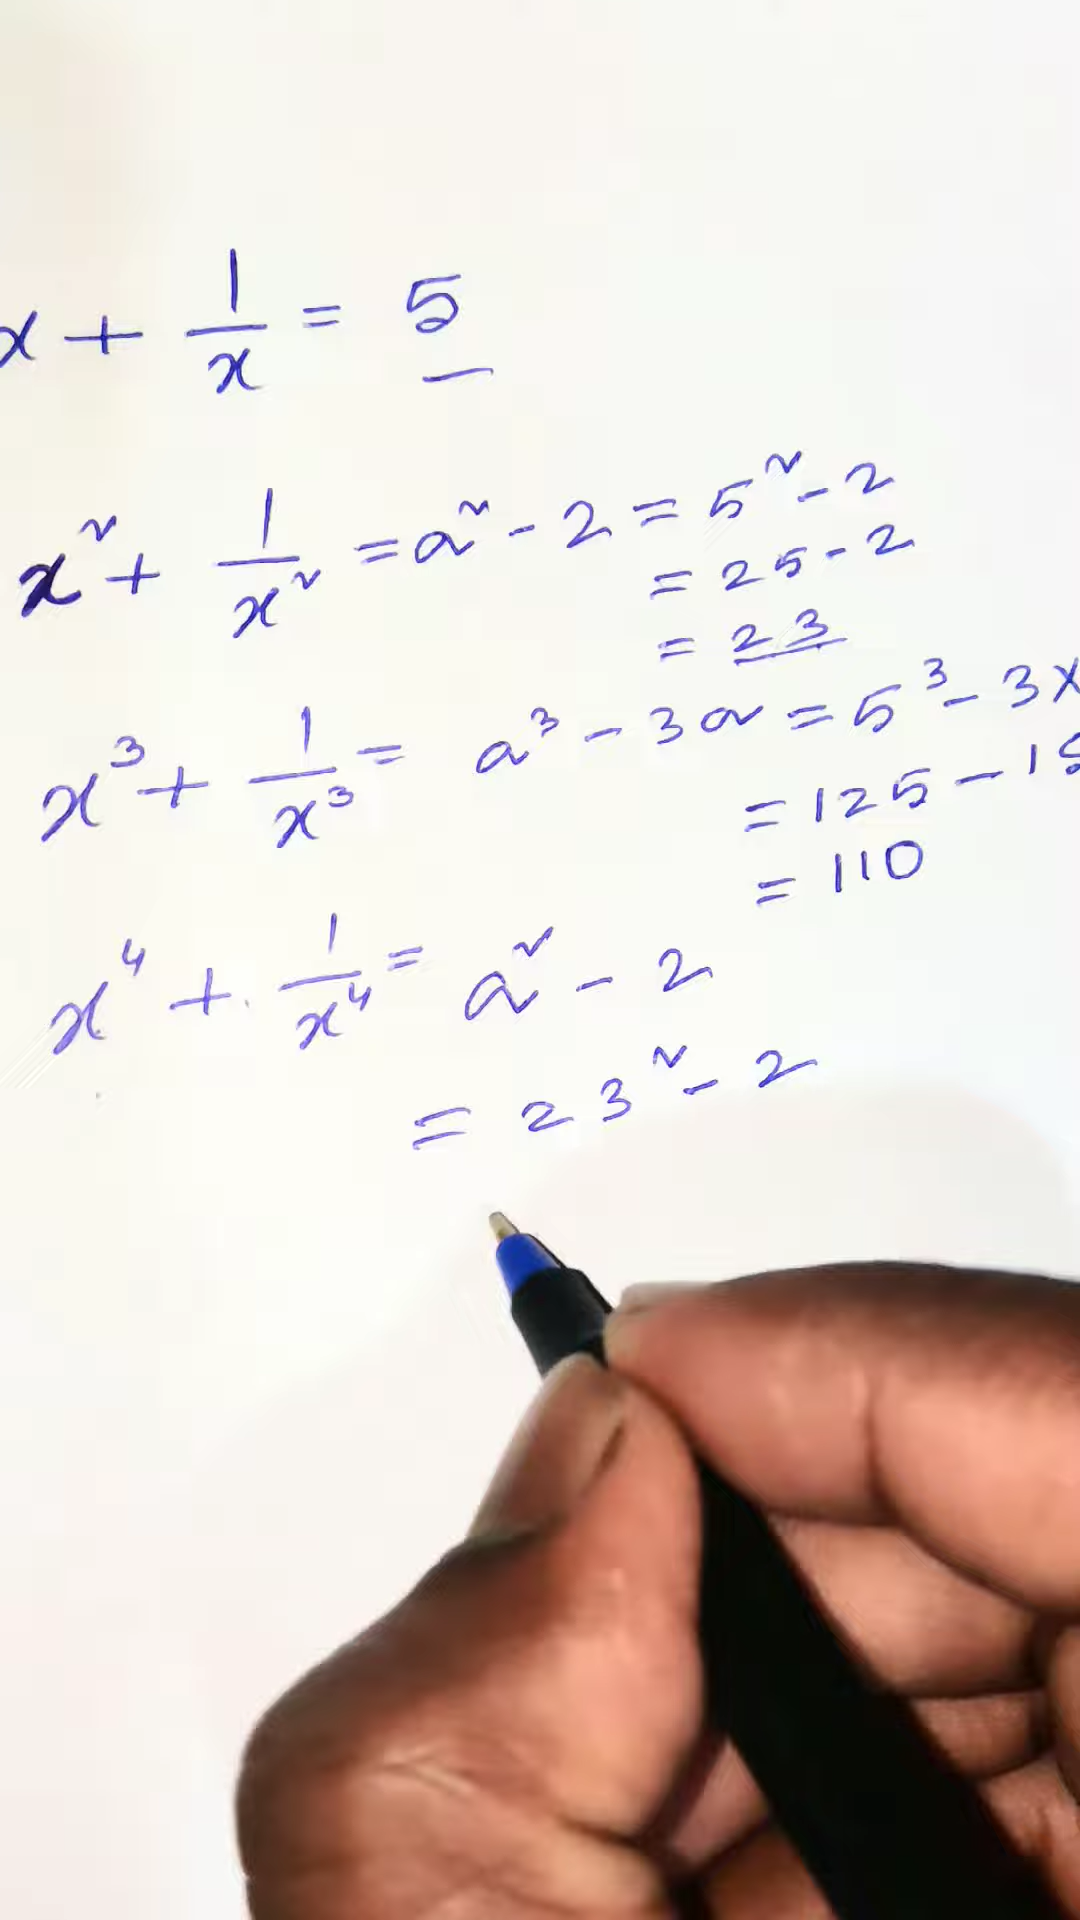 x + 1/x = 5
x² + 1/x² = a² - 2 = 5² - 2
= 25 - 2
= 23
x³ + 1/x³ = a³ - 3a = 5³ - 3×
= 125 - 15
= 110
x⁴ + 1/x⁴ = a² - 2
= 23² - 2